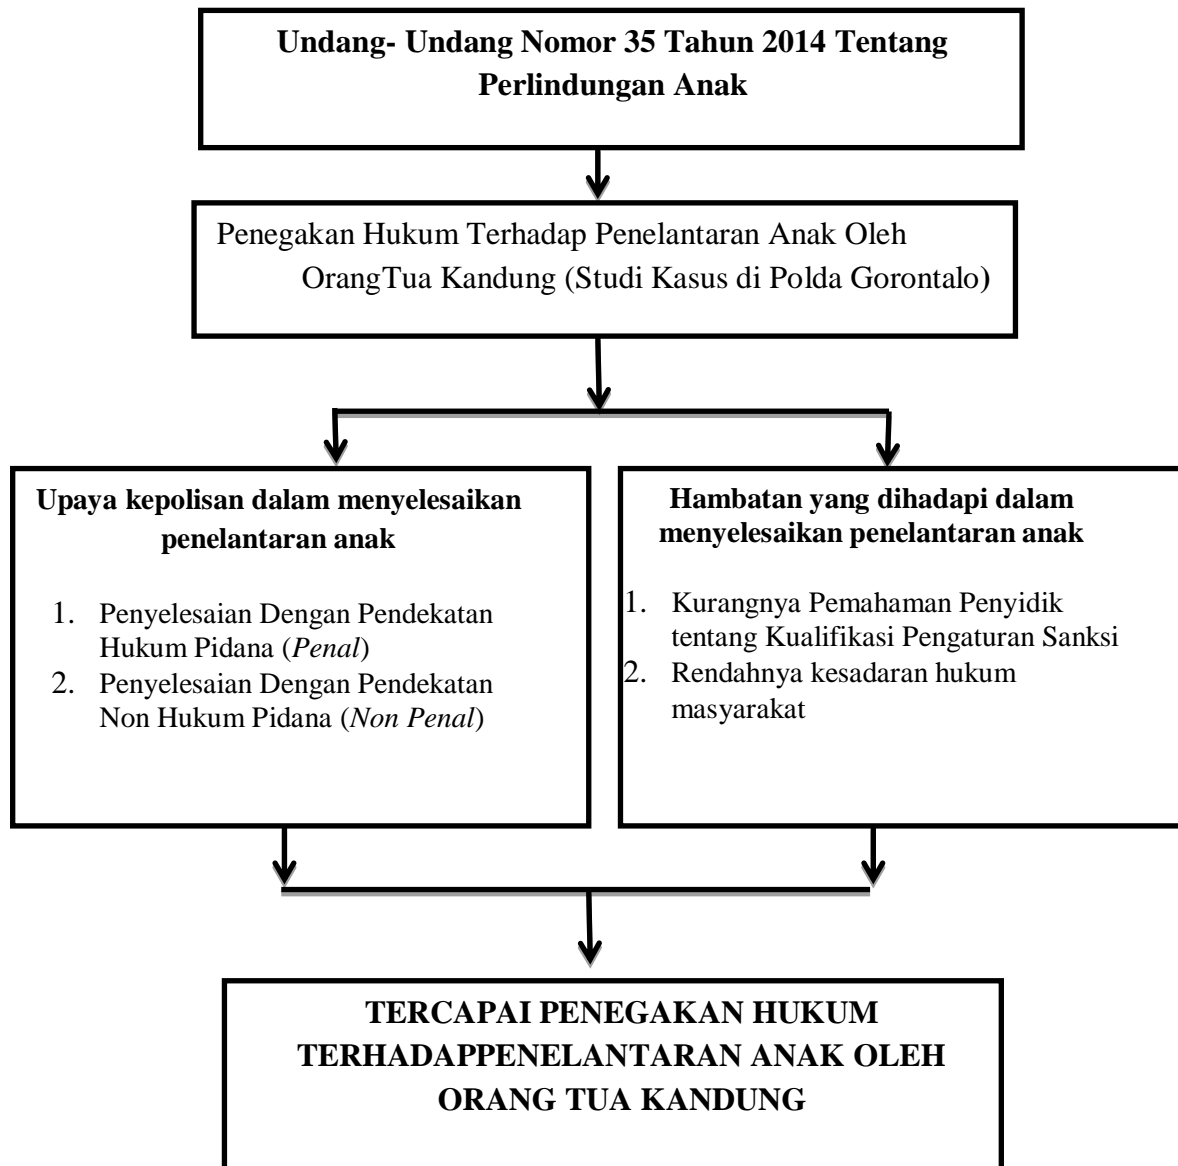 Undang- Undang Nomor 35 Tahun 2014 Tentang
Perlindungan Anak
Penegakan Hukum Terhadap Penelantaran Anak Oleh
OrangTua Kandung (Studi Kasus di Polda Gorontalo)
Upaya kepolisan dalam menyelesaikan
penelantaran anak
1. Penyelesaian Dengan Pendekatan
Hukum Pidana (Penal)
2. Penyelesaian Dengan Pendekatan
Non Hukum Pidana (Non Penal)
Hambatan yang dihadapi dalam
menyelesaikan penelantaran anak
1. Kurangnya Pemahaman Penyidik
tentang Kualifikasi Pengaturan Sanksi
2. Rendahnya kesadaran hukum
masyarakat
TERCAPAI PENEGAKAN HUKUM
TERHADAPPENELANTARAN ANAK OLEH
ORANG TUA KANDUNG